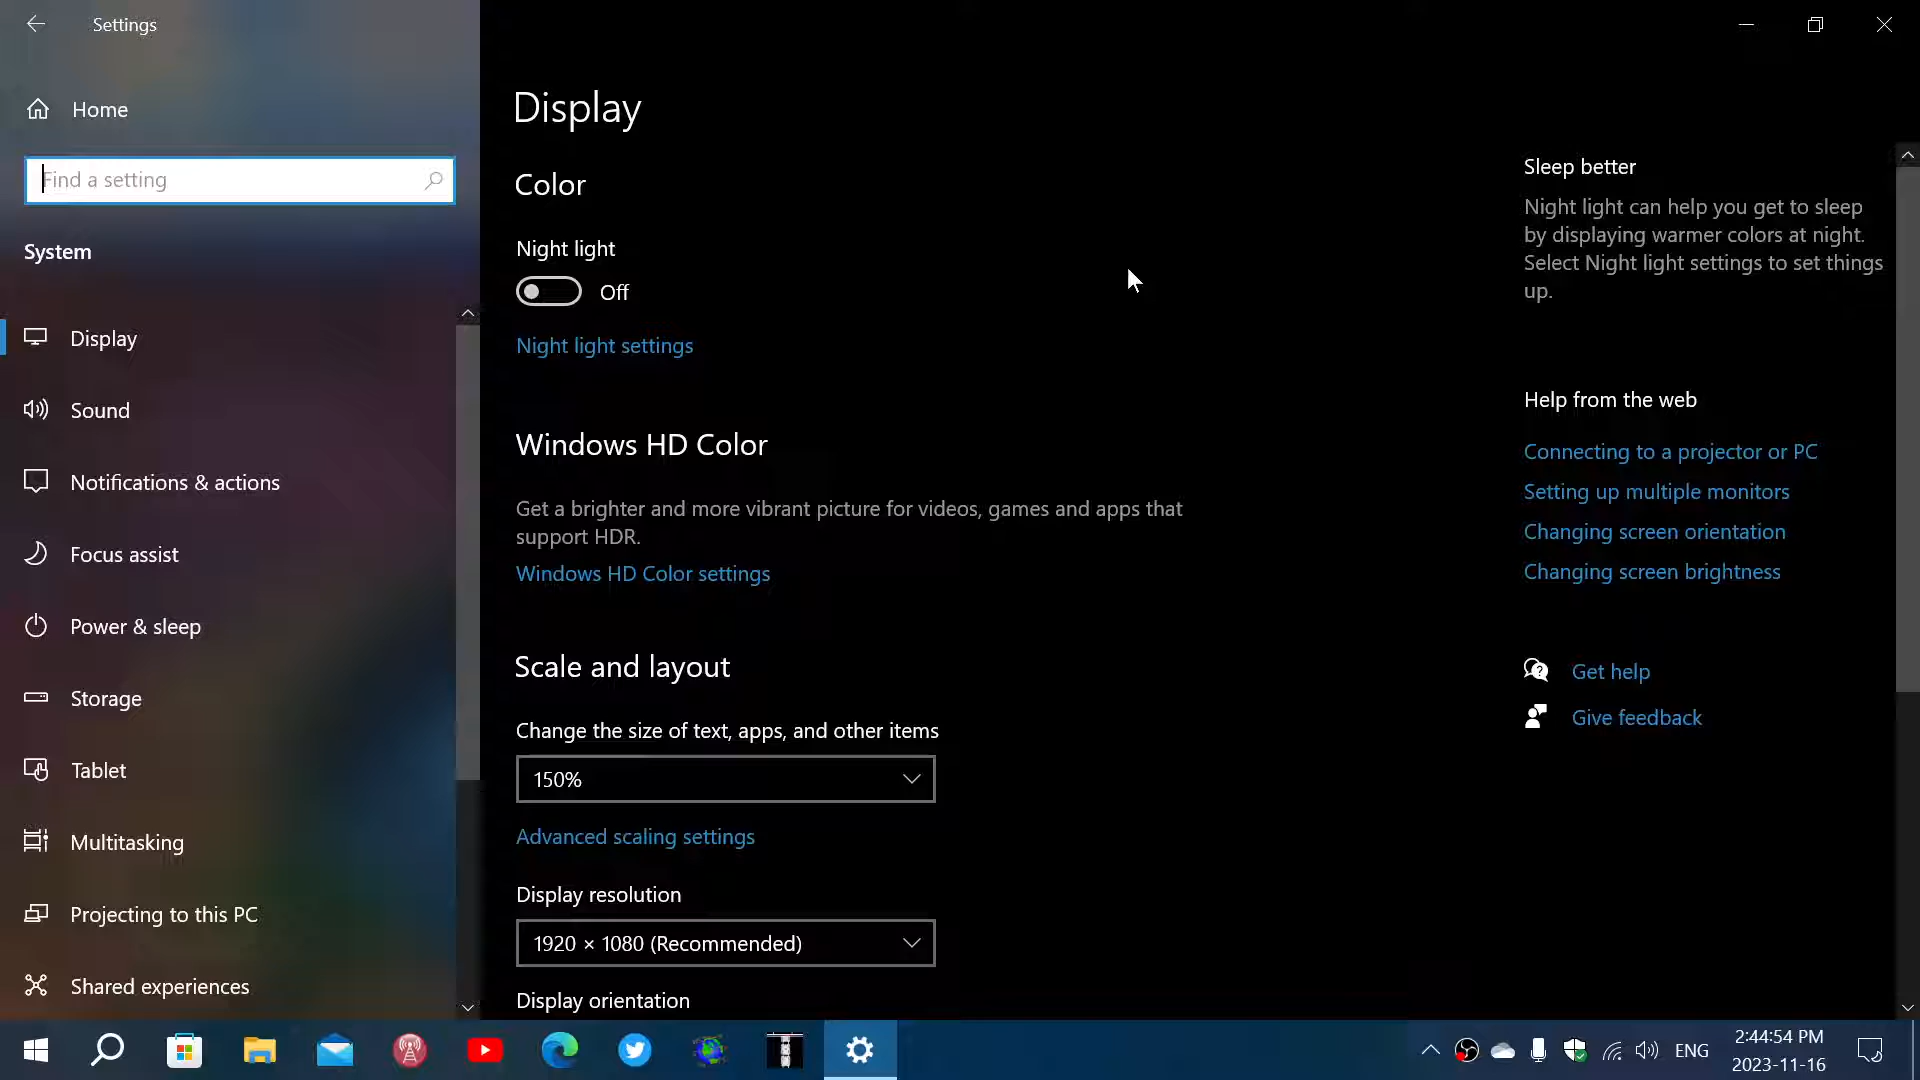 Settings
Home
Find a setting
System
Display
Sound
Notifications & actions
Focus assist
Power & sleep
Storage
Tablet
Multitasking
Projecting to this PC
Shared experiences
Display
Color
Night light
Off
Night light settings
Windows HD Color
Get a brighter and more vibrant picture for videos, games and apps that
support HDR.
Windows HD Color settings
Scale and layout
Change the size of text, apps, and other items
150%
Advanced scaling settings
Display resolution
1920 × 1080 (Recommended)
Display orientation
Sleep better
Night light can help you get to sleep
by displaying warmer colors at night.
Select Night light settings to set things
up.
Help from the web
Connecting to a projector or PC
Setting up multiple monitors
Changing screen orientation
Changing screen brightness
Get help
Give feedback
ENG
2:44:54 PM
2023-11-16